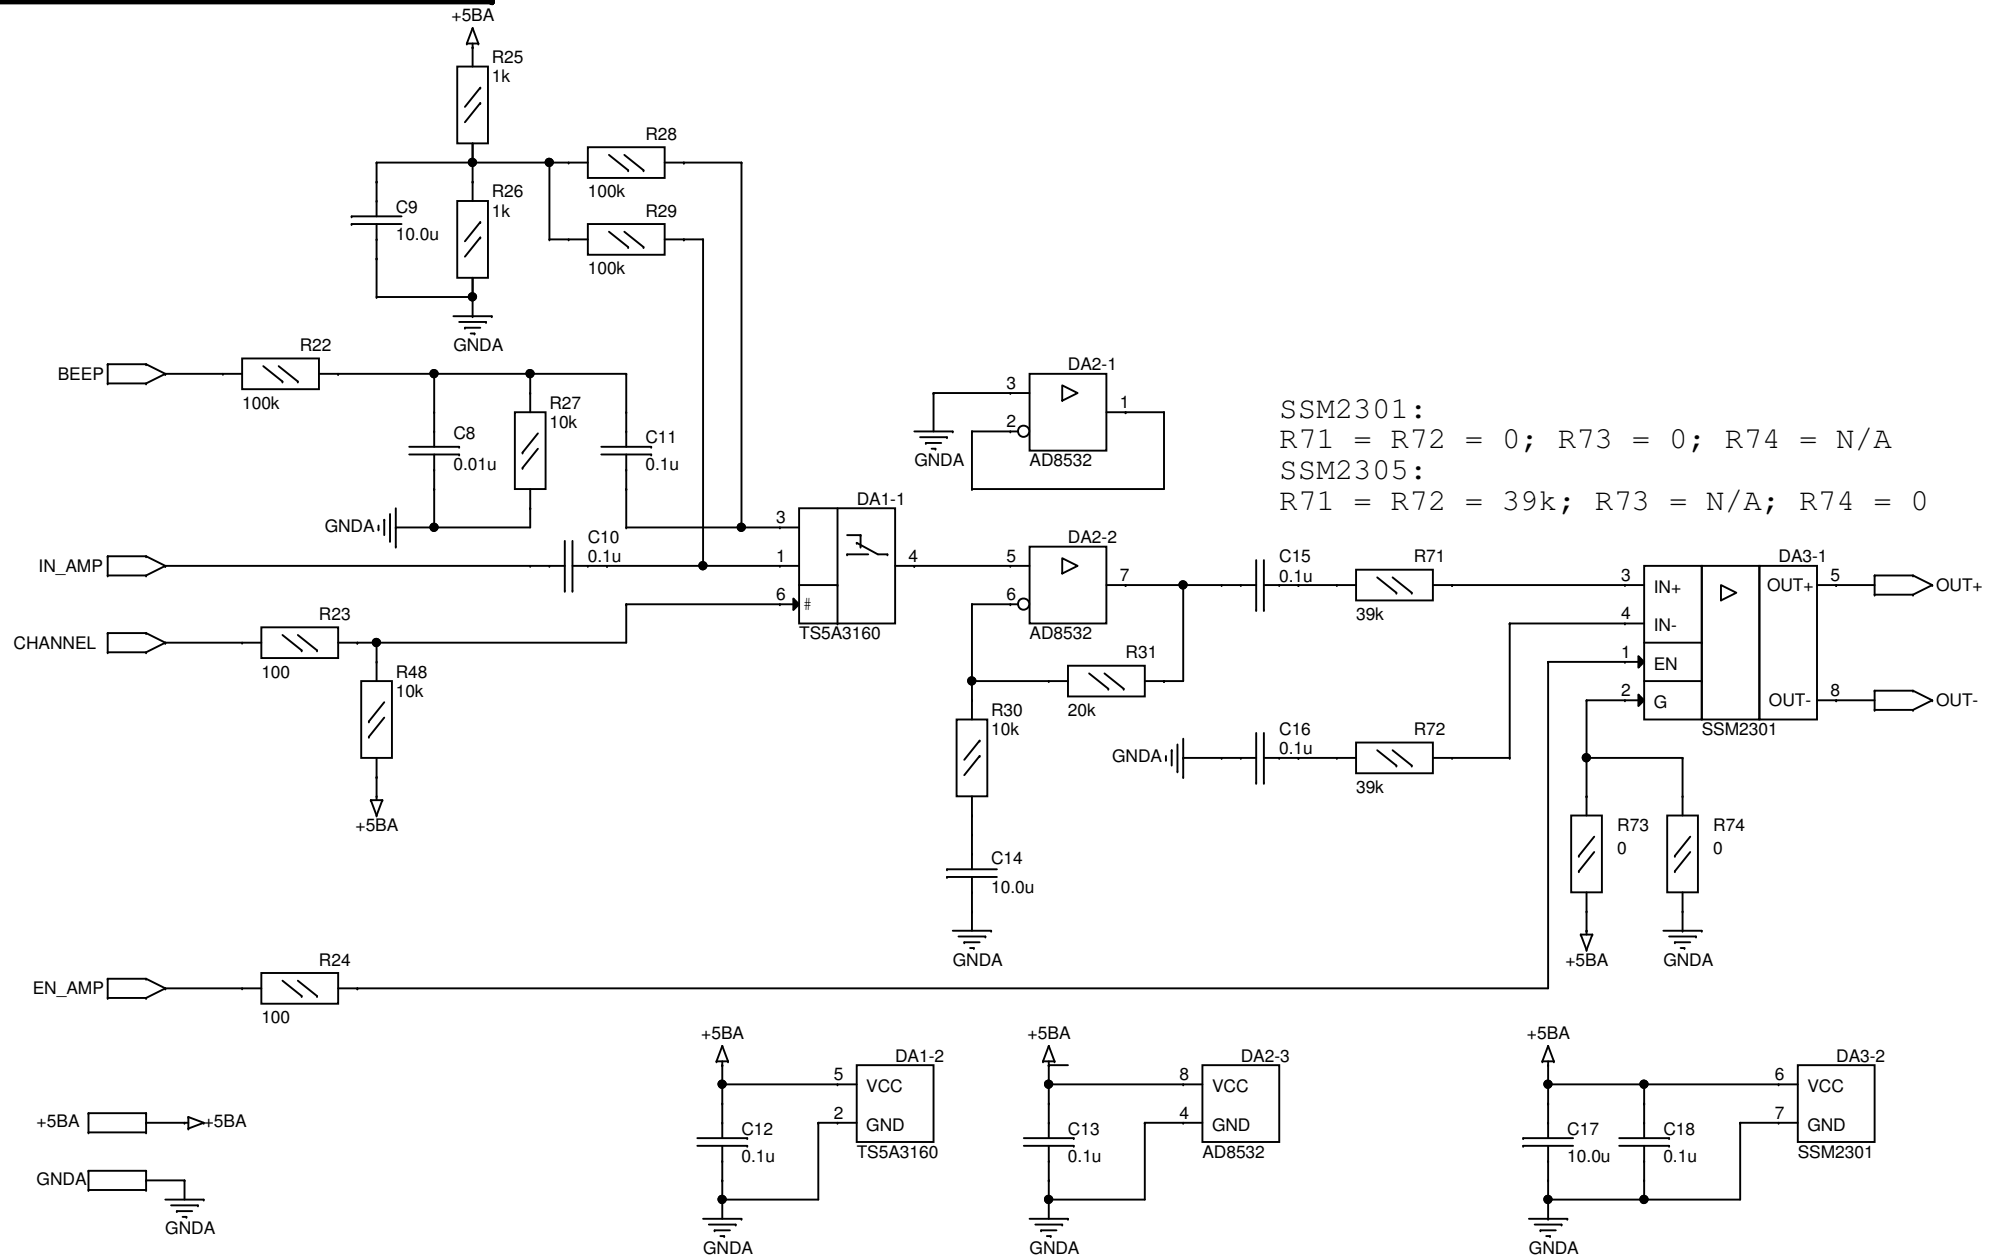 +5BA
R25
1k
R28
100k
R26
1k
C9
10.0u
R29
100k
GNDA
BEEP
R22
100k
C8
0.01u
R27
10k
C11
0.1u
GNDA
DA2-1
3
2
1
GNDA
AD8532
SSM2301:
R71 = R72 = 0; R73 = 0; R74 = N/A
SSM2305:
R71 = R72 = 39k; R73 = N/A; R74 = 0
IN_AMP
C10
0.1u
DA1-1
3
1
6
#
4
TS5A3160
CHANNEL
R23
100
R48
10k
+5BA
DA2-2
5
6
7
AD8532
R31
20k
R30
10k
C14
10.0u
GNDA
C15
0.1u
R71
39k
GNDA
C16
0.1u
R72
39k
DA3-1
3
IN+
4
IN-
1
EN
2
G
OUT+
5
OUT+
OUT-
8
OUT-
SSM2301
R73
0
R74
0
+5BA
GNDA
EN_AMP
R24
100
+5BA
+5BA
GNDA
GNDA
+5BA
DA1-2
5
VCC
2
GND
C12
0.1u
TS5A3160
GNDA
+5BA
DA2-3
8
VCC
4
GND
C13
0.1u
AD8532
GNDA
+5BA
DA3-2
6
VCC
7
GND
C17
10.0u
C18
0.1u
SSM2301
GNDA